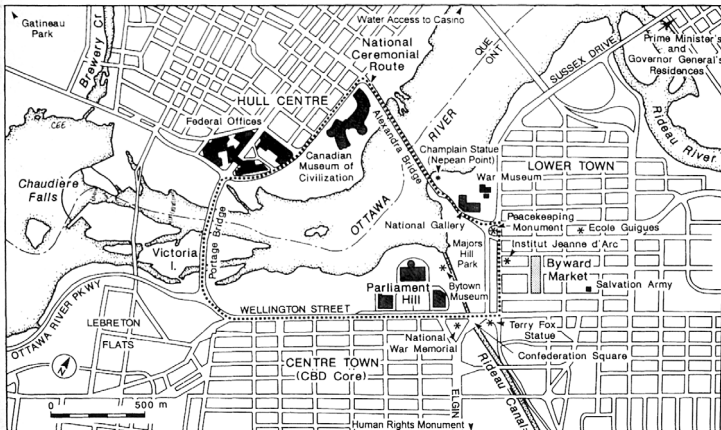 Gatineau
Park
Brewery Cr
Water Access to Casino
National
Ceremonial
Route
QUE
ONT
SUSSEX DRIVE
Prime Minister's
and
Governor General's
Residences
Rideau River
HULL CENTRE
Federal Offices
CEE
Canadian
Museum of
Civilization
Alexandre Bridge
OTTAWA
RIVER
Champlain Statue
(Nepean Point)
War Museum
LOWER TOWN
Chaudiere
Falls
National Gallery
Peacekeeping
Monument
Ecole Guigues
Institut Jeanne d'Arc
Victoria
I.
Portage Bridge
Majors
Hill
Park
Byward
Market
Parliament
Hill
Bytown
Museum
Salvation Army
OTTAWA RIVER PKWY
WELLINGTON STREET
LEBRETON
FLATS
National
War Memorial
Terry Fox
Statue
Confederation Square
CENTRE TOWN
(CBD Core)
ELGIN
Rideau Canal
N
0 500 m
Human Rights Monument